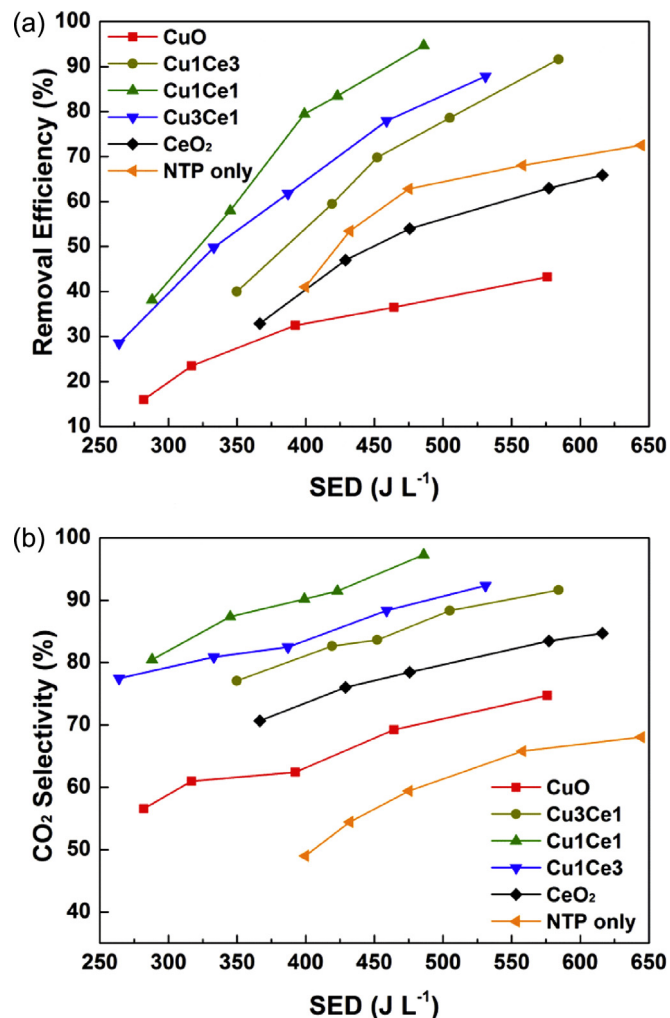 (a)
100
90
80
70
60
50
40
30
20
10
Removal Efficiency (%)
CuO
Cu1Ce3
Cu1Ce1
Cu3Ce1
CeO₂
NTP only
250 300 350 400 450 500 550 600 650
SED (J L⁻¹)
(b)
100
90
80
70
60
50
40
CO₂ Selectivity (%)
CuO
Cu3Ce1
Cu1Ce1
Cu1Ce3
CeO₂
NTP only
250 300 350 400 450 500 550 600 650
SED (J L⁻¹)